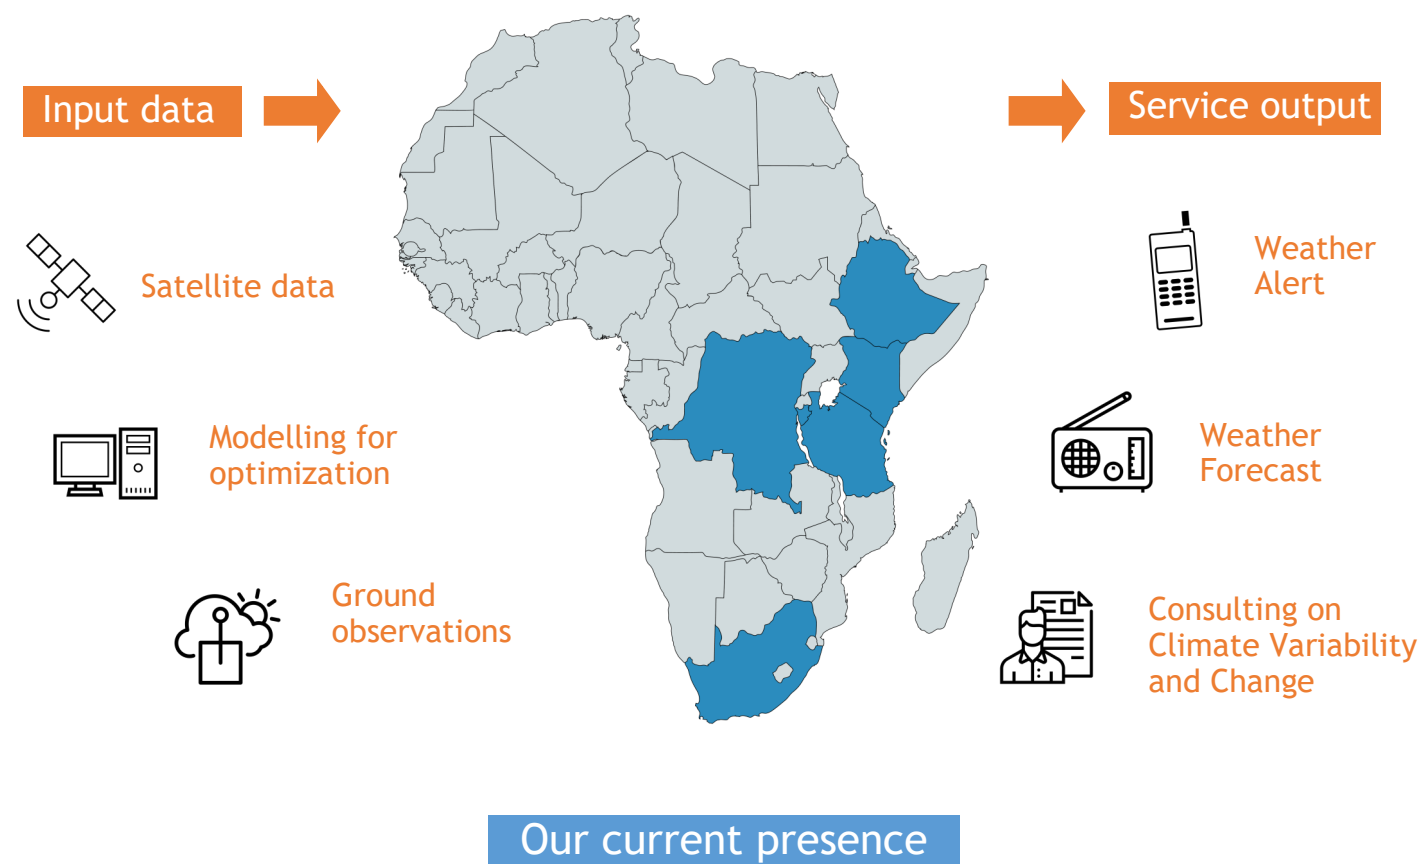 Input data
Service output
Satellite data
Modelling for
optimization
Ground
observations
Weather
Alert
Weather
Forecast
Consulting on
Climate Variability
and Change
Our current presence